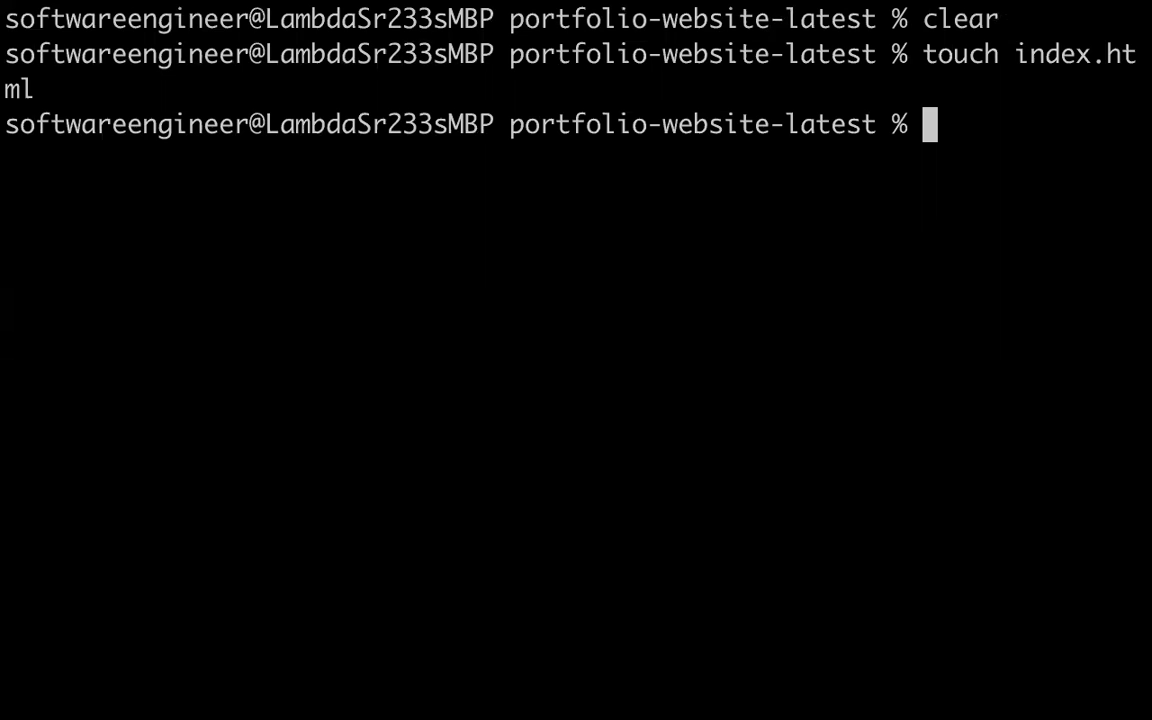 softwareengineer@LambdaSr233sMBP portfolio-website-latest % clear
softwareengineer@LambdaSr233sMBP portfolio-website-latest % touch index.ht
ml
softwareengineer@LambdaSr233sMBP portfolio-website-latest %